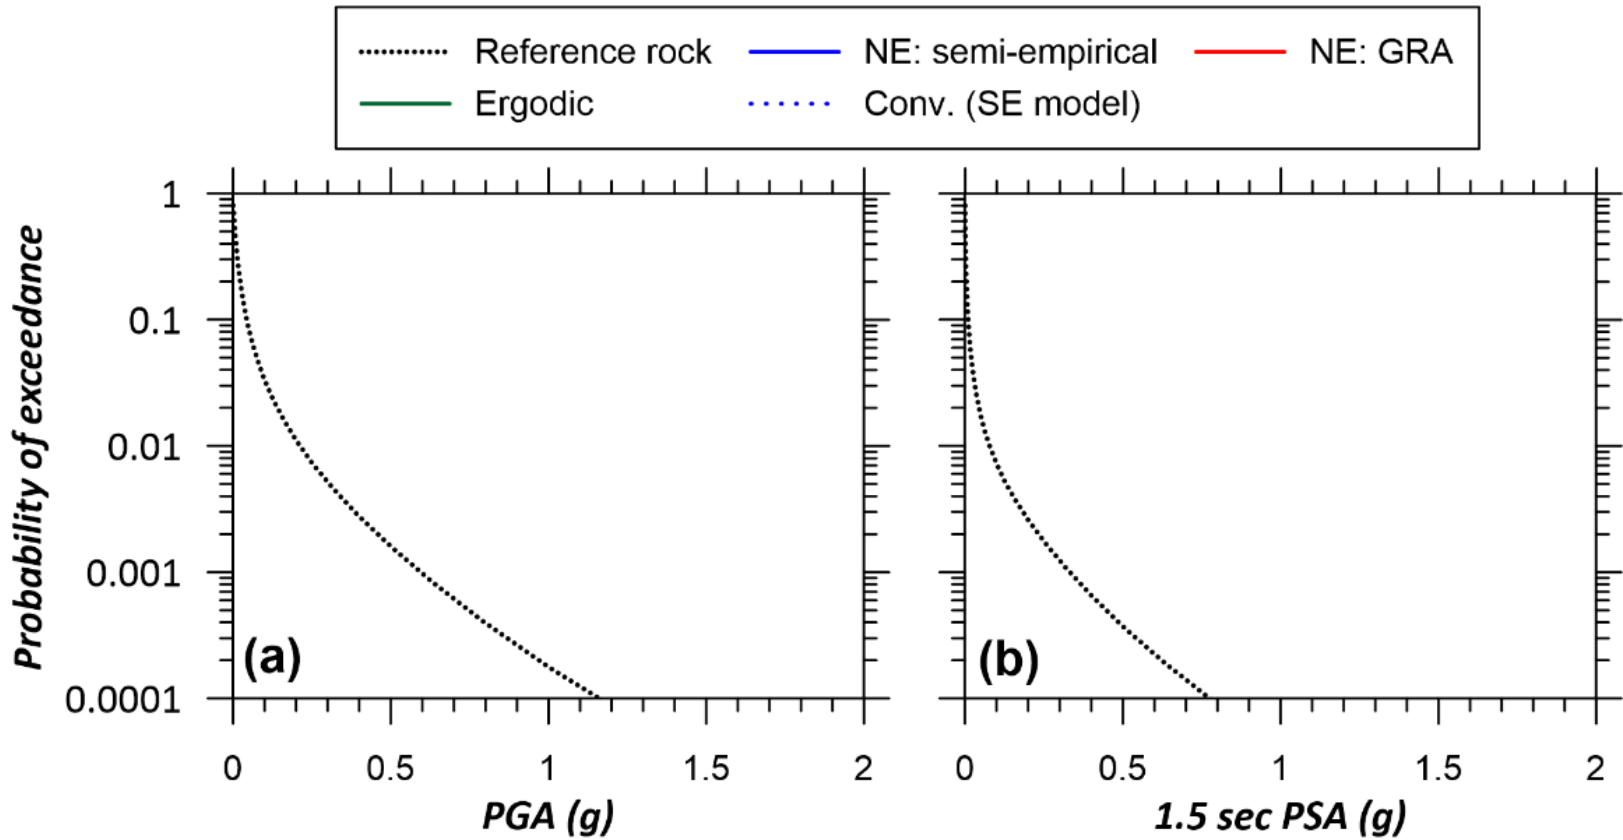 Reference rock NE: semi-empirical NE: GRA
Ergodic Conv. (SE model)
Probability of exceedance
1
0.1
0.01
0.001
0.0001
(a)
0 0.5 1 1.5 2
PGA (g)
(b)
0 0.5 1 1.5 2
1.5 sec PSA (g)